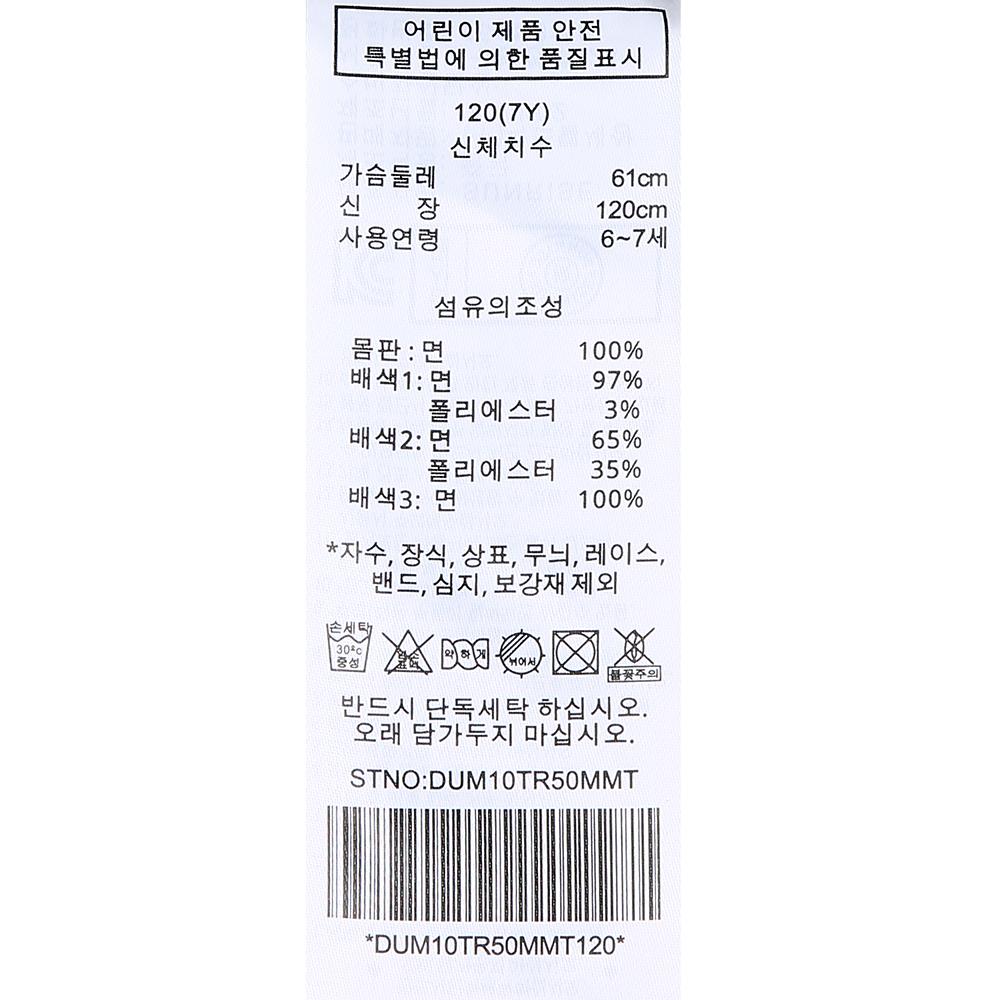 어린이 제품 안전
특별법에 의한 품질표시
120(7Y)
신체치수
가슴둘레 61cm
신 장 120cm
사용연령 6~7세
섬유의조성
몸판 : 면 100%
배색1: 면 97%
폴리에스터 3%
배색2: 면 65%
폴리에스터 35%
배색3: 면 100%
*자수, 장식, 상표, 무늬, 레이스,
밴드, 심지, 보강재 제외
손세탁 30℃ 중성 염소 표백 약하게 뉘어서 불꽃주의
반드시 단독세탁 하십시오.
오래 담가두지 마십시오.
STNO:DUM10TR50MMT
*DUM10TR50MMT120*